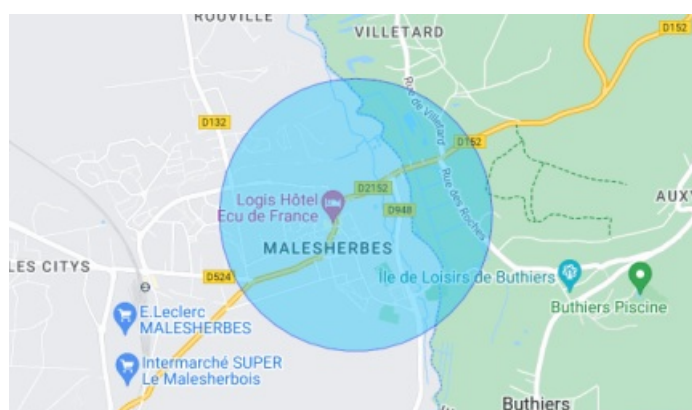 ROUVILLE
VILLETARD
D152
Rue de Villetard
D132
D152
Rue des Roches
D2152
Logis Hôtel
Ecu de France
D948
AUXY
MALESHERBES
LES CITYS
D524
Ile de Loisirs de Buthiers
Buthiers Piscine
E.Leclerc
MALESHERBES
Intermarché SUPER
Le Malesherbois
Buthiers